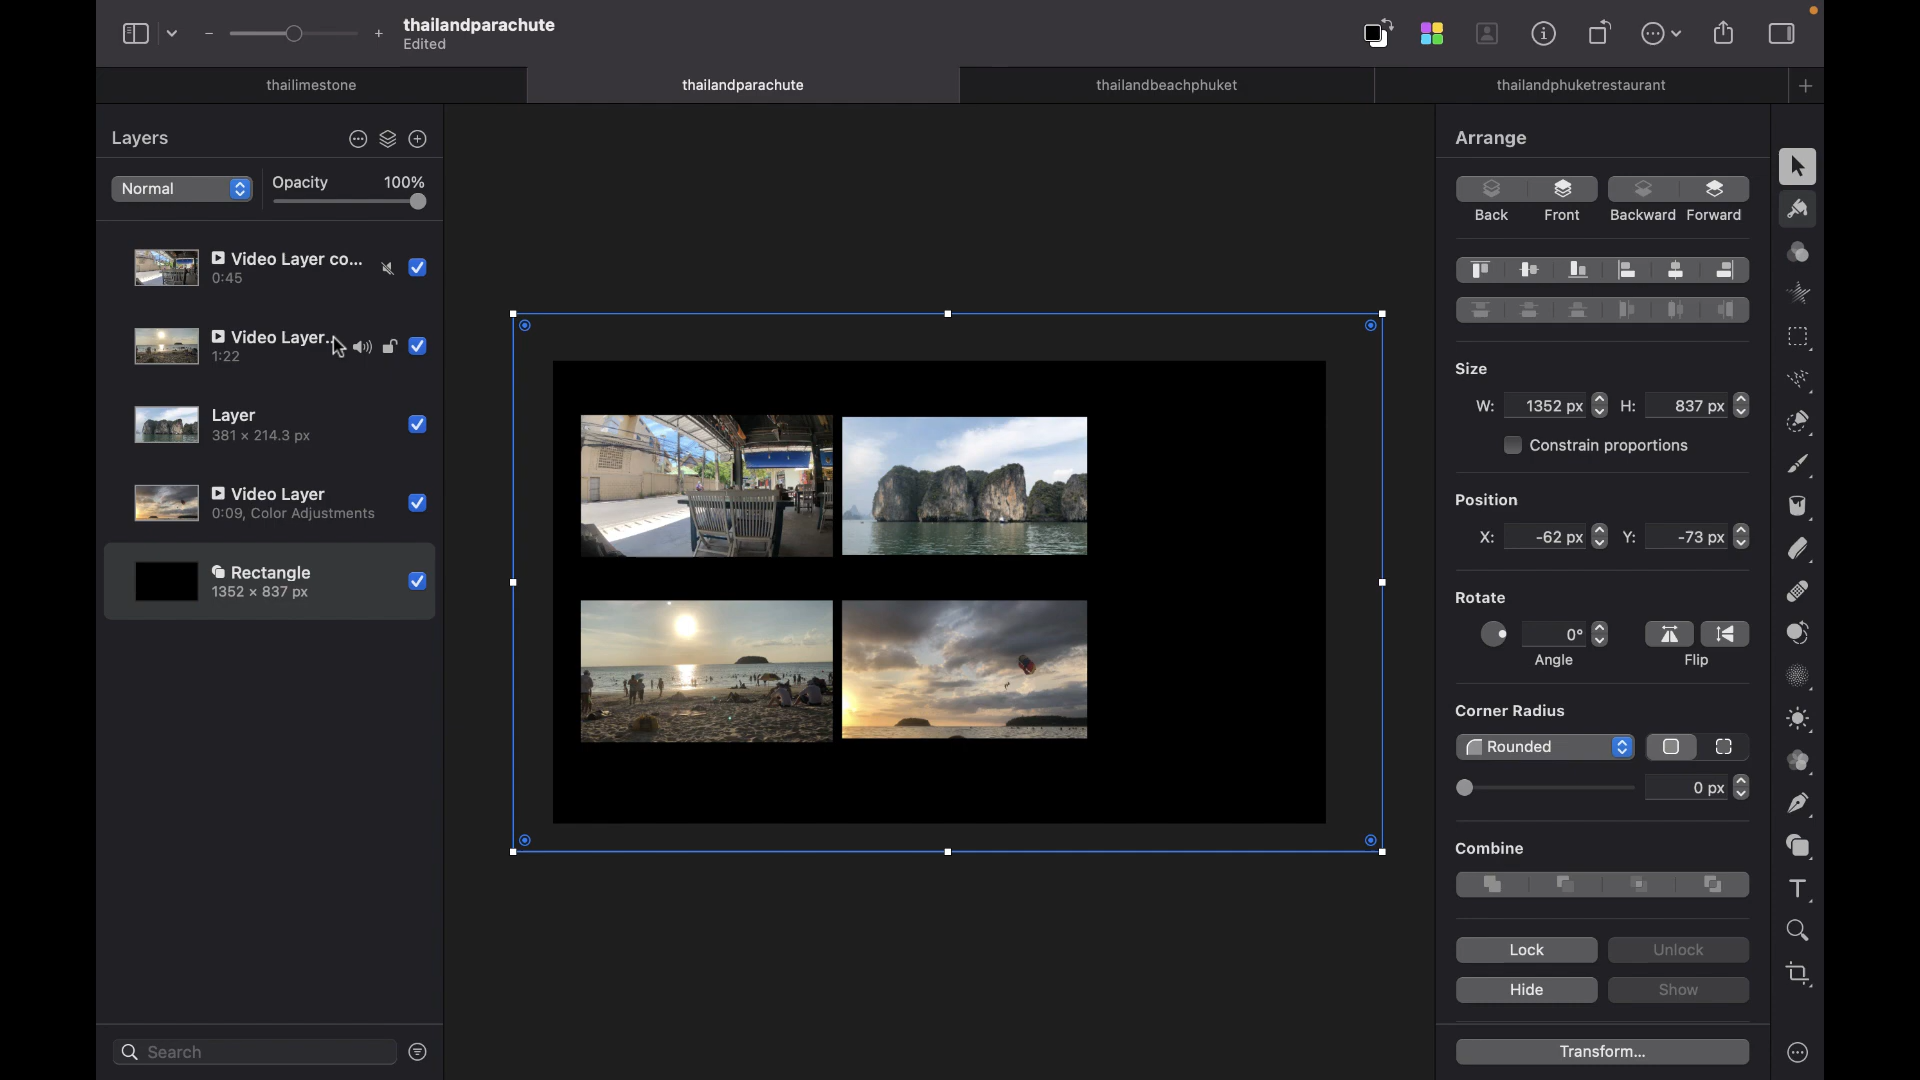 thailandparachute
Edited
thailimestone
thailandparachute
thailandbeachphuket
thailandphuketrestaurant
Layers
Normal
Opacity 100%
Video Layer co...
0:45
Video Layer...
1:22
Layer
381 × 214.3 px
Video Layer
0:09, Color Adjustments
Rectangle
1352 × 837 px
Search
Arrange
Back Front Backward Forward
Size
W: 1352 px H: 837 px
Constrain proportions
Position
X: -62 px Y: -73 px
Rotate
0°
Angle Flip
Corner Radius
Rounded
0 px
Combine
Lock Unlock
Hide Show
Transform...